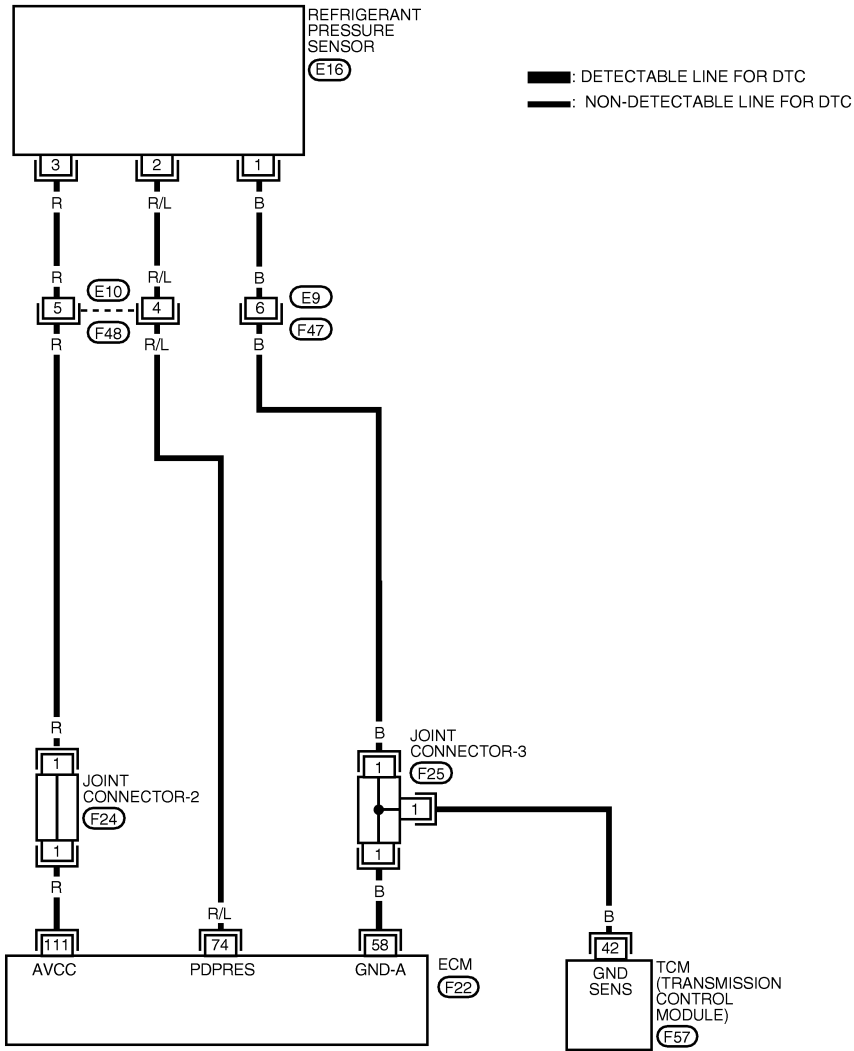 REFRIGERANT
PRESSURE
SENSOR
E16
: DETECTABLE LINE FOR DTC
: NON-DETECTABLE LINE FOR DTC
3 2 1
R R/L B
R R/L B
5 E10 4 6 E9
F48 F47
R R/L B
R B
1 1
JOINT
CONNECTOR-3
F25
JOINT
CONNECTOR-2
F24
1
1 1
R B
R/L B
111 74 58 42
AVCC PDPRES GND-A
ECM
F22
GND
SENS
TCM
(TRANSMISSION
CONTROL
MODULE)
F57